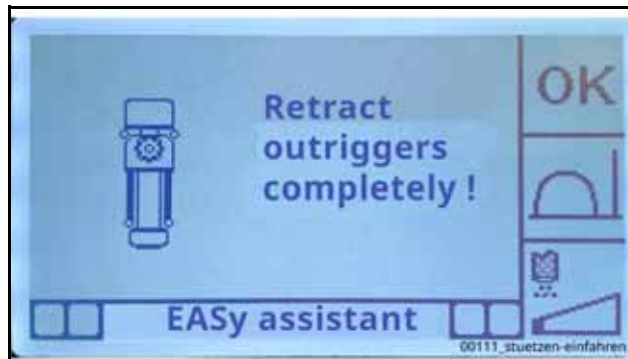 Retract
OK
outriggers
completely !
EASy assistant
00111_stuetzen-einfahren